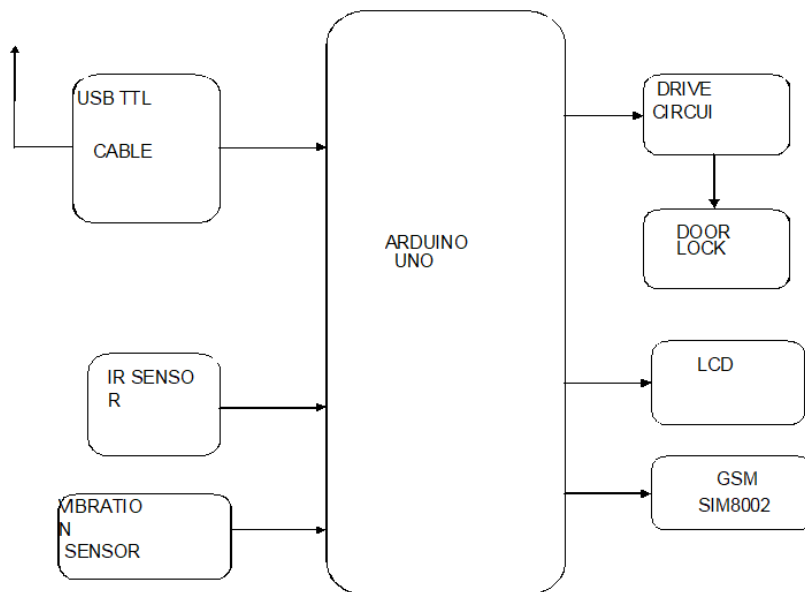 USB TTL
CABLE
DRIVE
CIRCUI
ARDUINO
UNO
DOOR
LOCK
IR SENSO
R
LCD
VIBRATIO
N
SENSOR
GSM
SIM8002